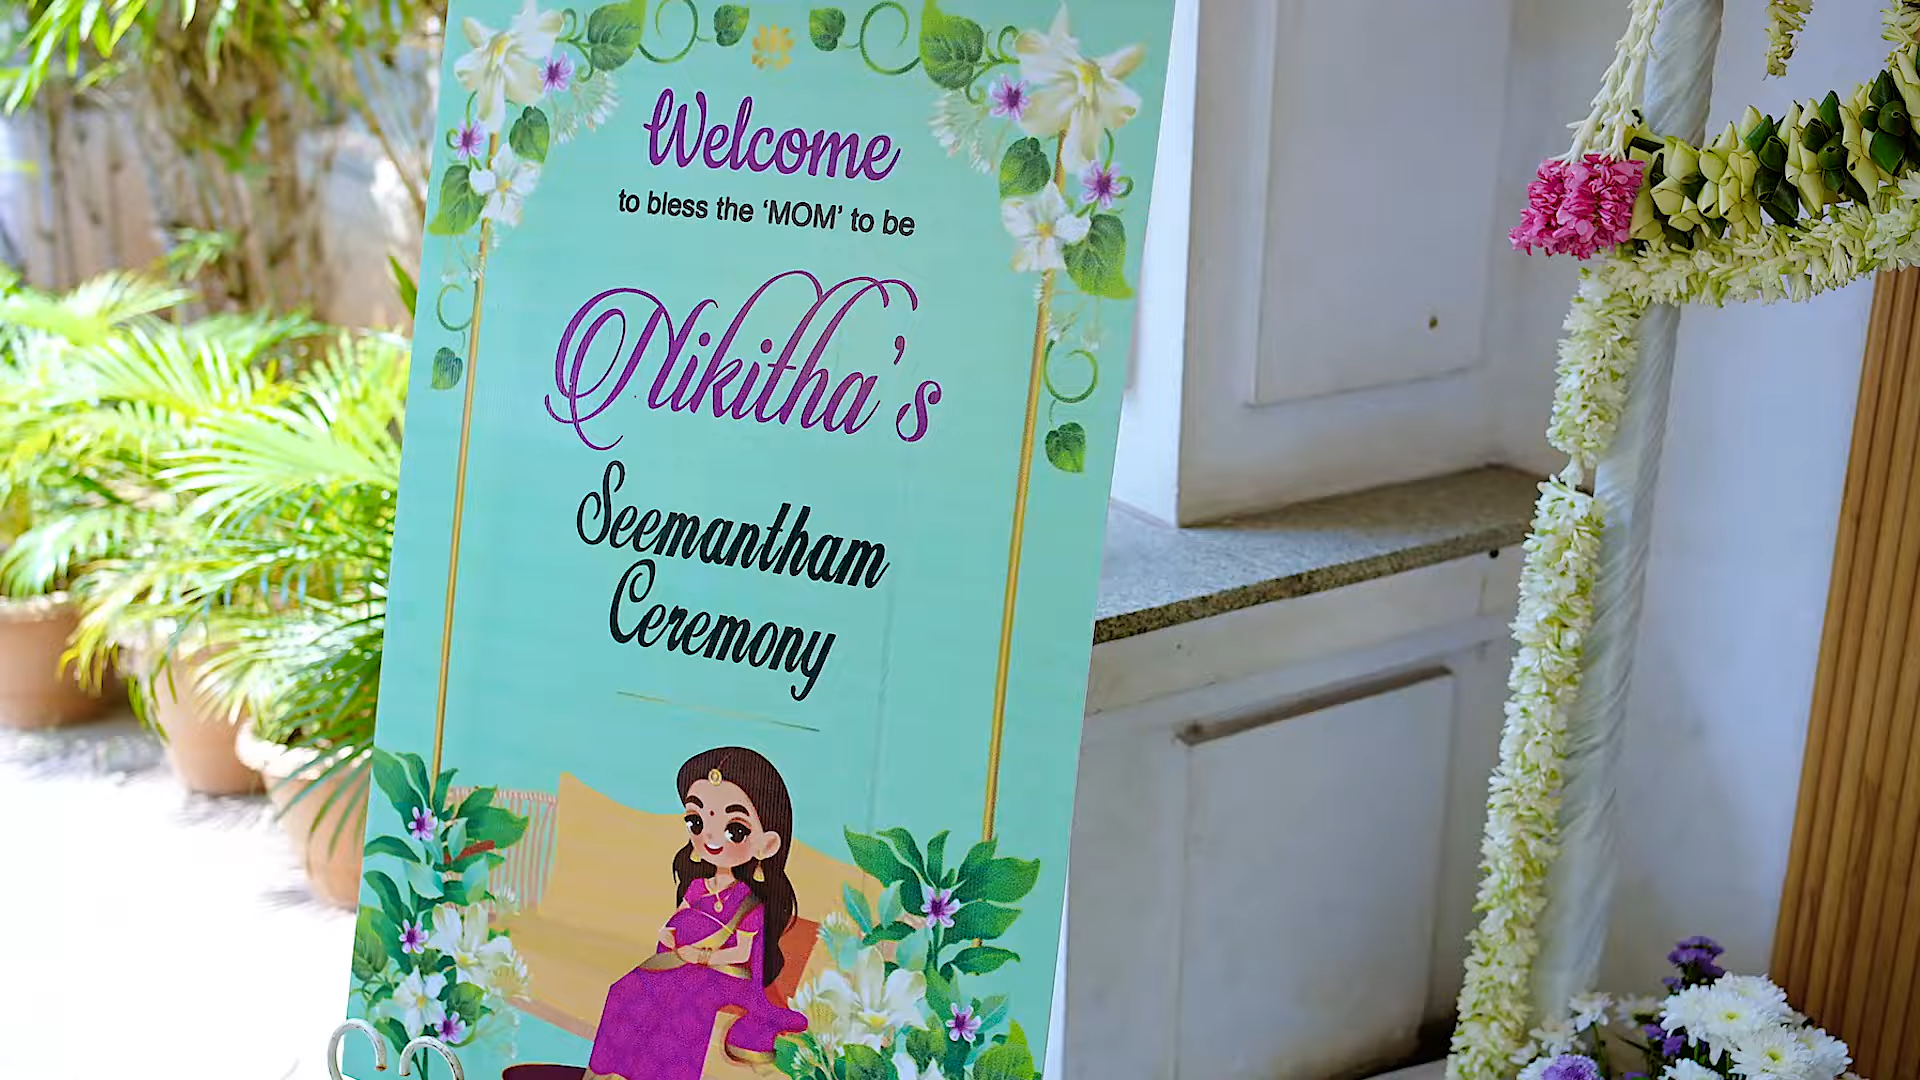 Welcome
to bless the ‘MOM’ to be
Nikitha’s
Seemantham
Ceremony